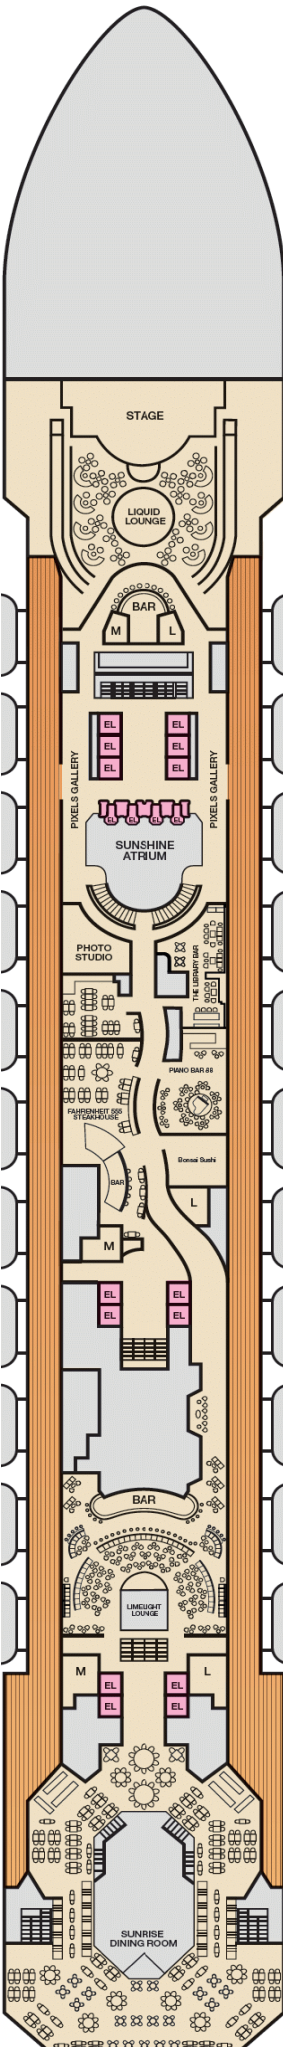 STAGE
LIQUID
LOUNGE
BAR
M
L
EL
EL
EL
EL
EL
EL
PIXELS GALLERY
PIXELS GALLERY
EL
EL
EL
EL
SUNSHINE
ATRIUM
PHOTO
STUDIO
THE LIBRARY BAR
PIANO BAR 88
FAHRENHEIT 555
STEAKHOUSE
Bonsai Sushi
BAR
L
M
EL
EL
EL
EL
BAR
LIMELIGHT
LOUNGE
M
L
EL
EL
EL
EL
SUNRISE
DINING ROOM